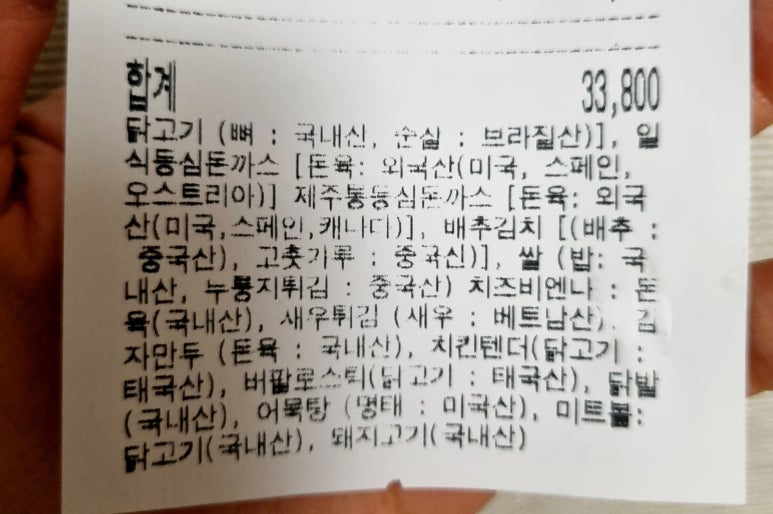 합계 33,800
닭고기 (뼈 : 국내산, 순살 : 브라질산)], 일
식등심돈까스 [돈육: 외국산(미국, 스페인,
오스트리아)] 제주통등심돈까스 [돈육: 외국
산(미국,스페인,캐나다)], 배추김치 [(배추 :
중국산), 고춧가루 : 중국산)], 쌀 (밥: 국
내산, 누룽지튀김 : 중국산) 치즈비엔나 : 돈
육(국내산), 새우튀김 (새우 : 베트남산). 감
자만두 (돈육 : 국내산), 치킨텐더(닭고기 :
태국산), 버팔로스틱(닭고기 : 태국산), 닭발
(국내산), 어묵탕 (명태 : 미국산), 미트볼:
닭고기(국내산), 돼지고기(국내산)